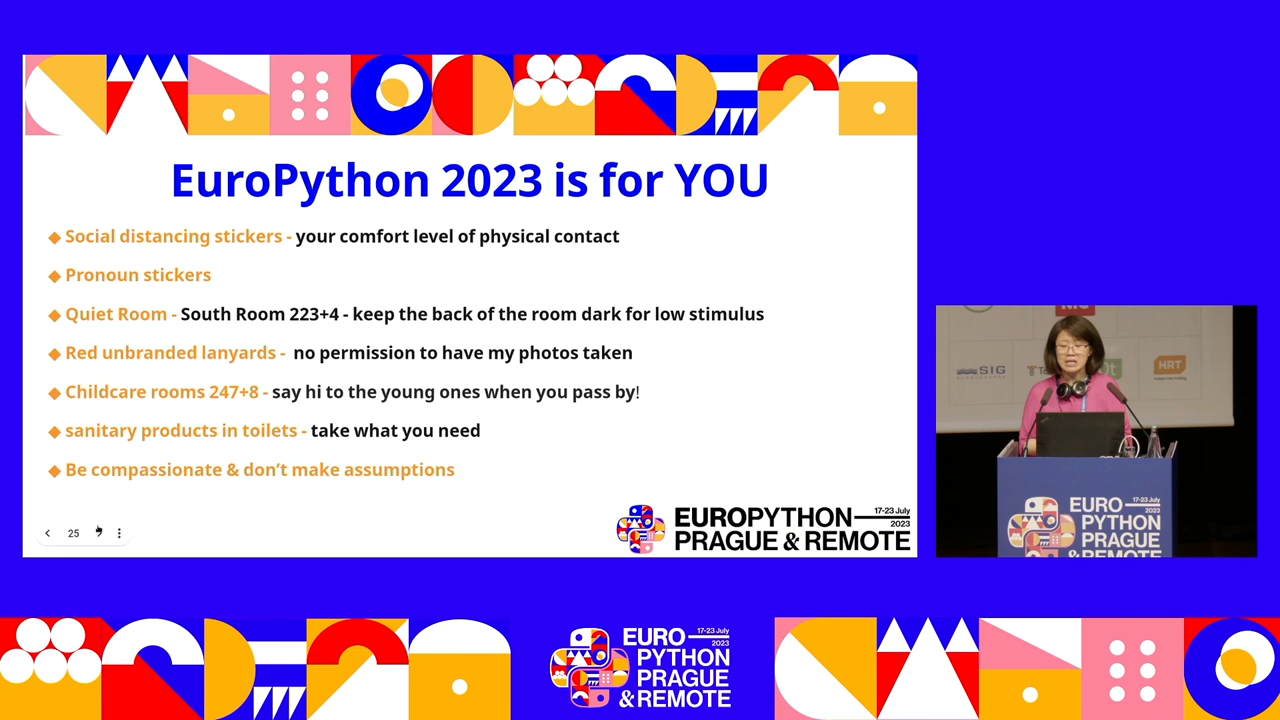 EuroPython 2023 is for YOU
◆ Social distancing stickers - your comfort level of physical contact
◆ Pronoun stickers
◆ Quiet Room - South Room 223+4 - keep the back of the room dark for low stimulus
◆ Red unbranded lanyards - no permission to have my photos taken
◆ Childcare rooms 247+8 - say hi to the young ones when you pass by!
◆ sanitary products in toilets - take what you need
◆ Be compassionate & don't make assumptions
25
EUROPYTHON 17-23 July
2023
PRAGUE & REMOTE
SIG
HRT
EURO 17-23 July
2023
PYTHON
PRAGUE
& REMOTE
EURO 17-23 July
2023
PYTHON
PRAGUE
& REMOTE